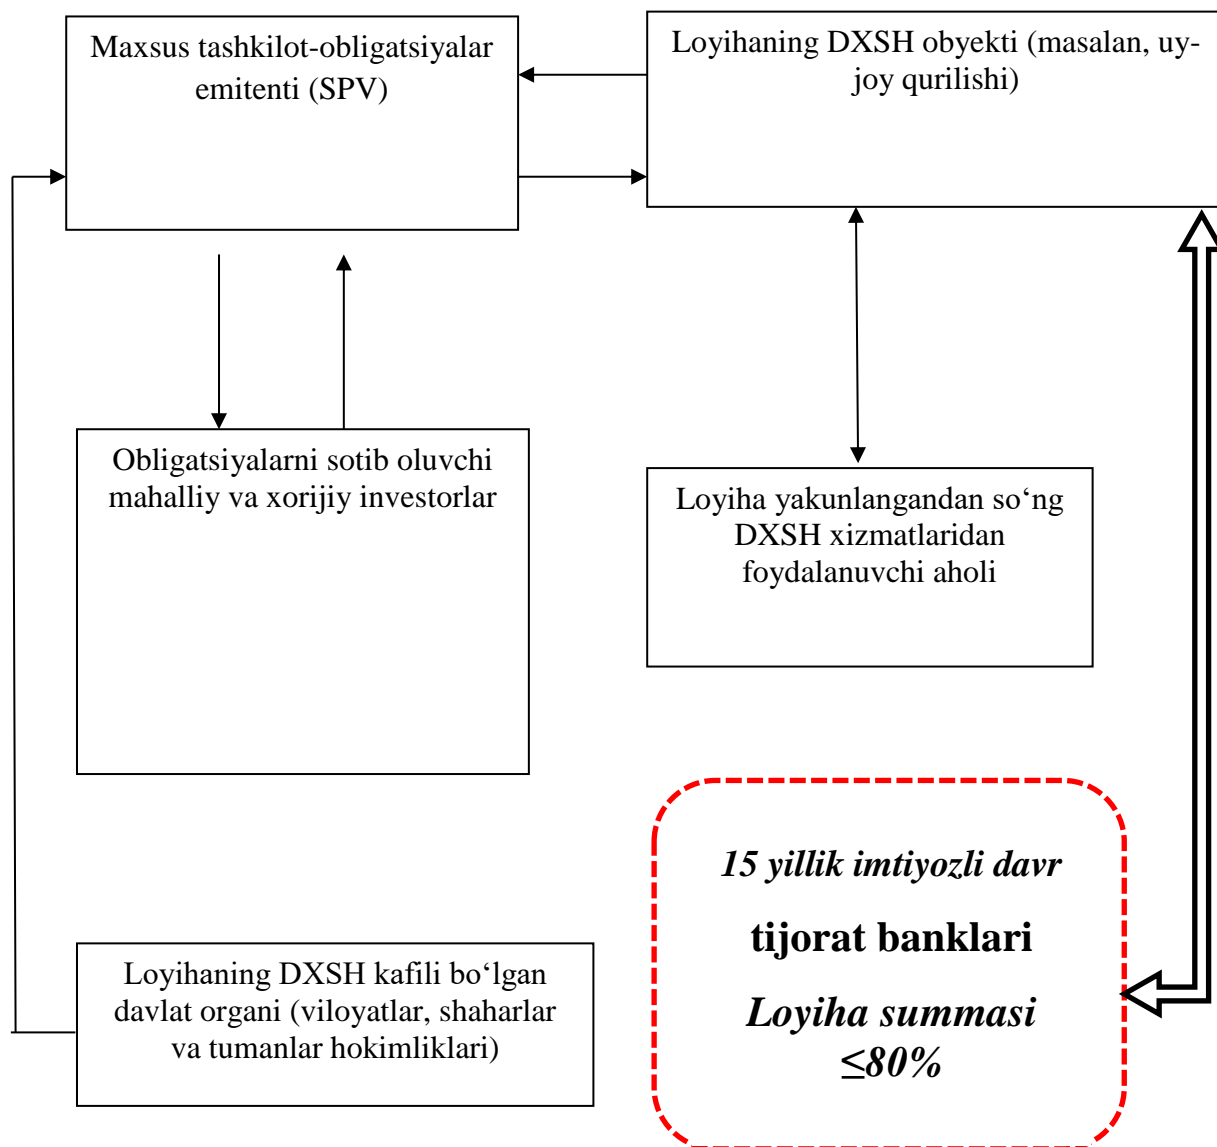 Maxsus tashkilot-obligatsiyalar
emitenti (SPV)
Loyihaning DXSH obyekti (masalan, uy-
joy qurilishi)
Obligatsiyalarni sotib oluvchi
mahalliy va xorijiy investorlar
Loyiha yakunlangandan so‘ng
DXSH xizmatlaridan
foydalanuvchi aholi
15 yillik imtiyozli davr
tijorat banklari
Loyiha summasi
≤80%
Loyihaning DXSH kafili bo‘lgan
davlat organi (viloyatlar, shaharlar
va tumanlar hokimliklari)